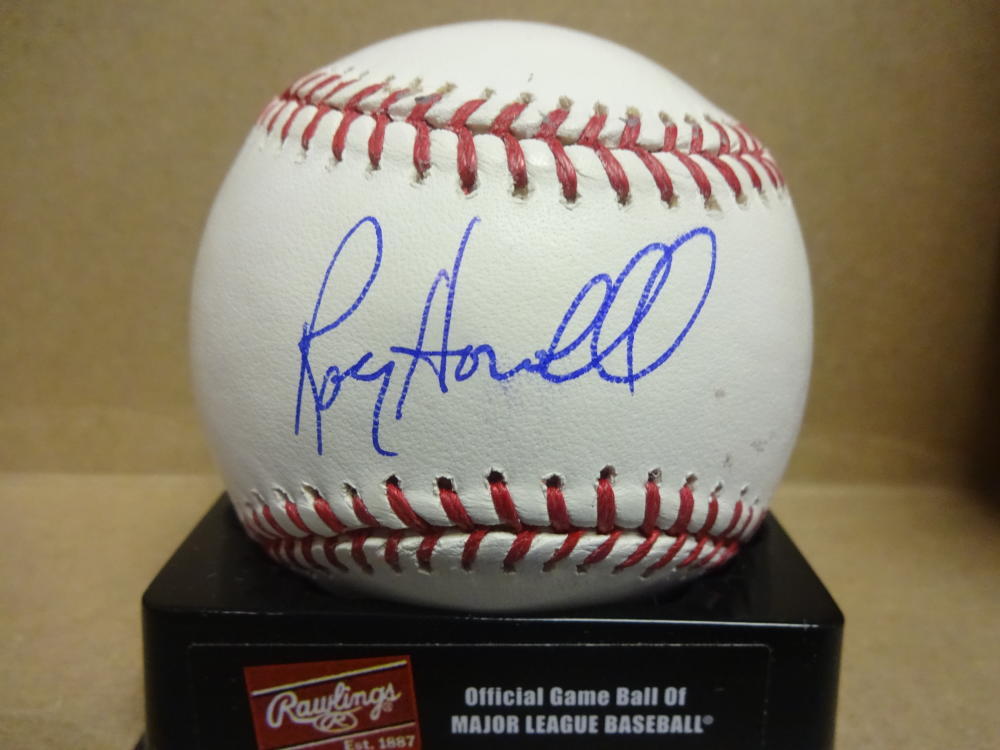 Roy Howell
Rawlings®
R
Est. 1887
Official Game Ball Of
MAJOR LEAGUE BASEBALL®